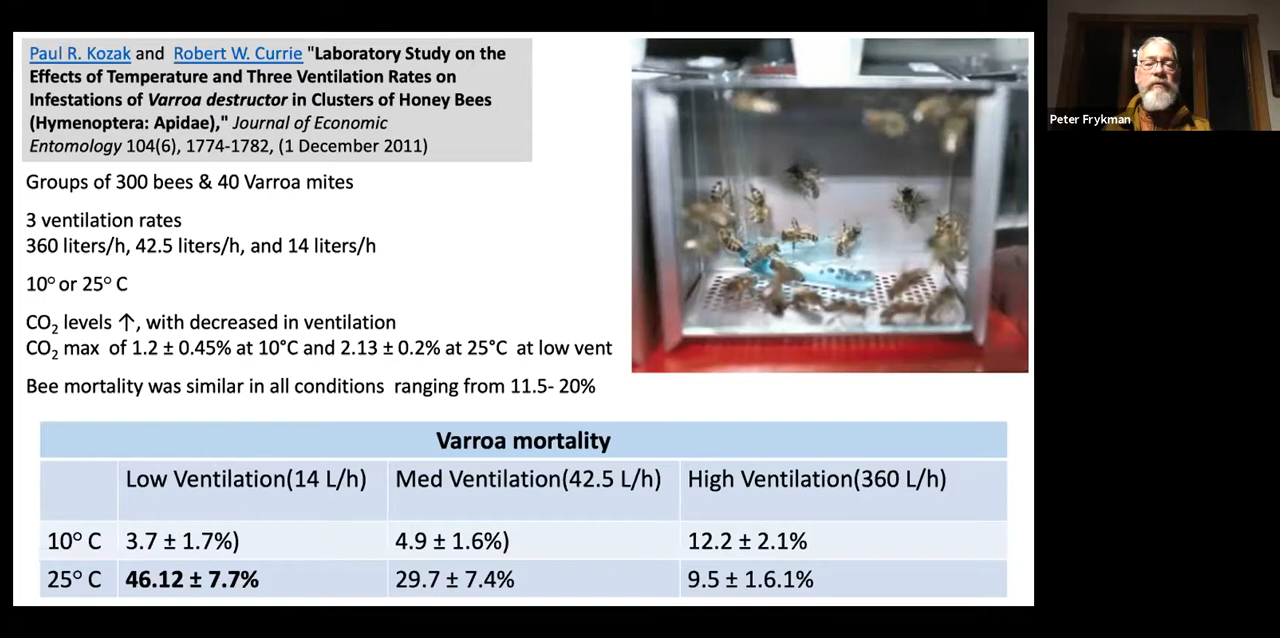 Paul R. Kozak and Robert W. Currie "Laboratory Study on the
Effects of Temperature and Three Ventilation Rates on
Infestations of Varroa destructor in Clusters of Honey Bees
(Hymenoptera: Apidae)," Journal of Economic
Entomology 104(6), 1774-1782, (1 December 2011)
Groups of 300 bees & 40 Varroa mites
3 ventilation rates
360 liters/h, 42.5 liters/h, and 14 liters/h
10° or 25° C
CO₂ levels ↑, with decreased in ventilation
CO₂ max of 1.2 ± 0.45% at 10°C and 2.13 ± 0.2% at 25°C at low vent
Bee mortality was similar in all conditions ranging from 11.5- 20%
Varroa mortality
Low Ventilation(14 L/h) Med Ventilation(42.5 L/h) High Ventilation(360 L/h)
10° C 3.7 ± 1.7%) 4.9 ± 1.6%) 12.2 ± 2.1%
25° C 46.12 ± 7.7% 29.7 ± 7.4% 9.5 ± 1.6.1%
Peter Frykman